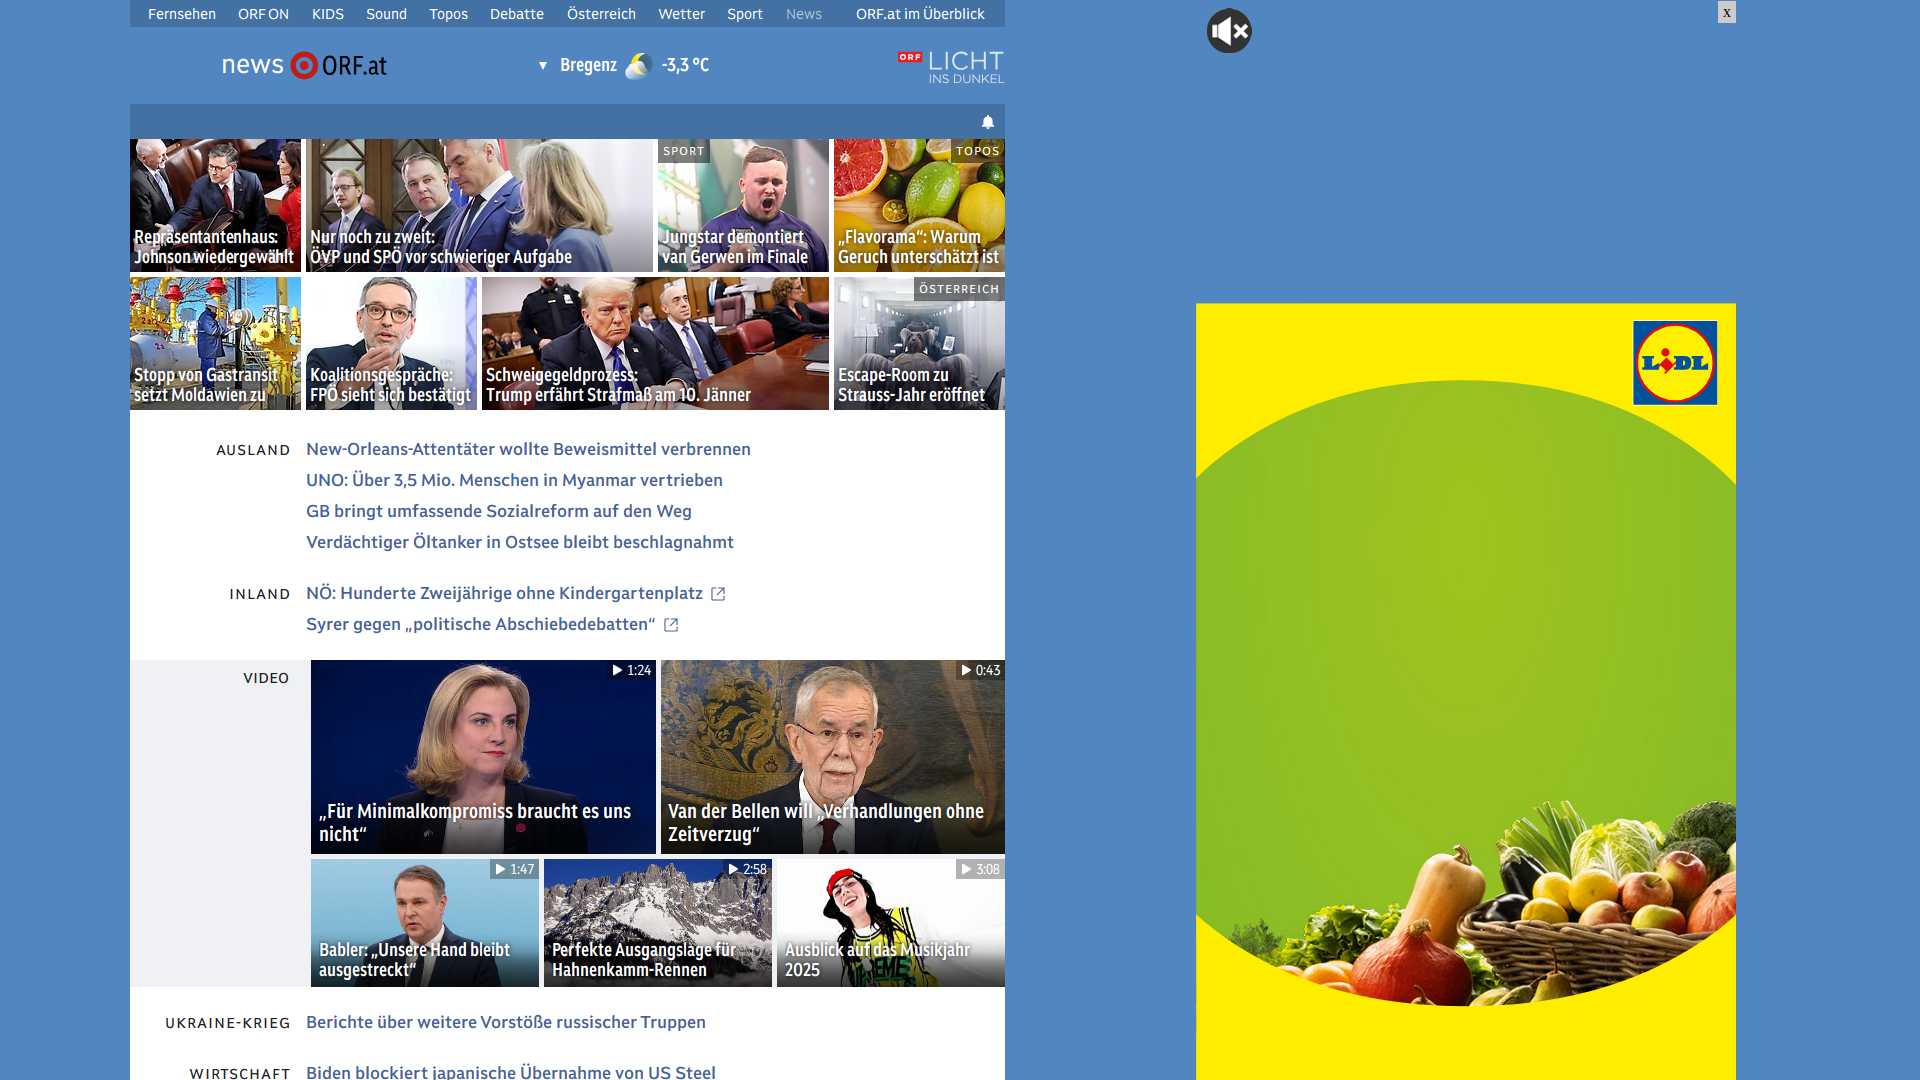 Fernsehen ORF ON KIDS Sound Topos Debatte Österreich Wetter Sport News ORF.at im Überblick
x
news ORF.at
▼ Bregenz -3,3 °C
ORF LICHT
INS DUNKEL
Repräsentantenhaus:
Johnson wiedergewählt
Nur noch zu zweit:
ÖVP und SPÖ vor schwieriger Aufgabe
SPORT
Jungstar demontiert
van Gerwen im Finale
TOPOS
„Flavorama“: Warum
Geruch unterschätzt ist
Stopp von Gastransit
setzt Moldawien zu
Koalitionsgespräche:
FPÖ sieht sich bestätigt
Schweigegeldprozess:
Trump erfährt Strafmaß am 10. Jänner
ÖSTERREICH
Escape-Room zu
Strauss-Jahr eröffnet
LIDL
AUSLAND
New-Orleans-Attentäter wollte Beweismittel verbrennen
UNO: Über 3,5 Mio. Menschen in Myanmar vertrieben
GB bringt umfassende Sozialreform auf den Weg
Verdächtiger Öltanker in Ostsee bleibt beschlagnahmt
INLAND
NÖ: Hunderte Zweijährige ohne Kindergartenplatz
Syrer gegen „politische Abschiebedebatten“
VIDEO
1:24
„Für Minimalkompromiss braucht es uns
nicht“
0:43
Van der Bellen will „Verhandlungen ohne
Zeitverzug“
1:47
Babler: „Unsere Hand bleibt
ausgestreckt“
2:58
Perfekte Ausgangslage für
Hahnenkamm-Rennen
3:08
Ausblick auf das Musikjahr
2025
UKRAINE-KRIEG
Berichte über weitere Vorstöße russischer Truppen
WIRTSCHAFT
Biden blockiert japanische Übernahme von US Steel